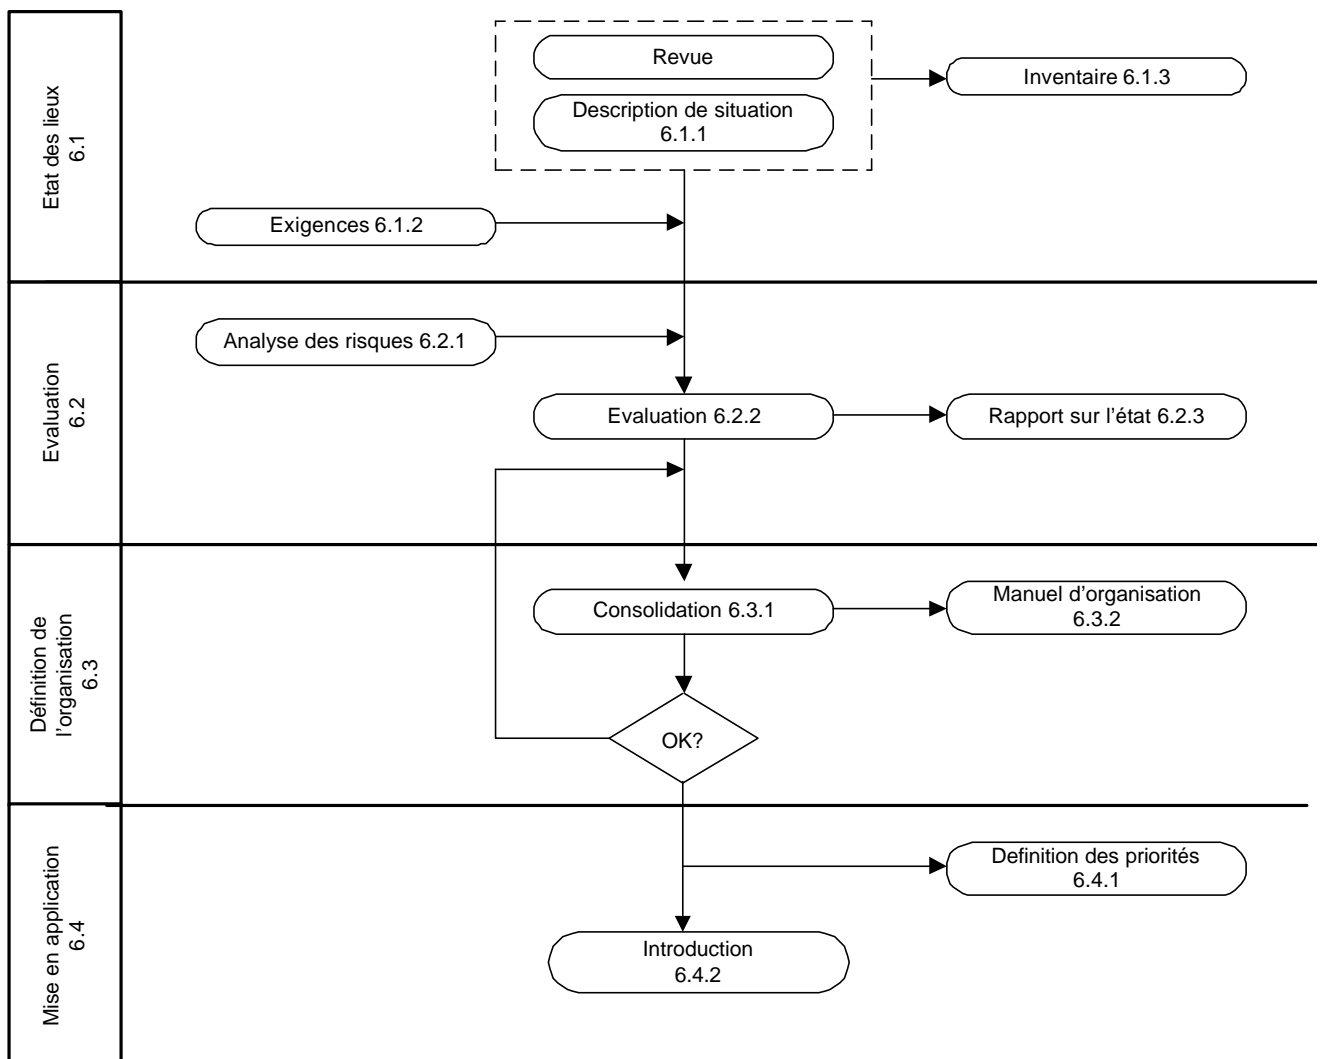 Etat des lieux
6.1
Revue
Description de situation
6.1.1
Inventaire 6.1.3
Exigences 6.1.2
Evaluation
6.2
Analyse des risques 6.2.1
Evaluation 6.2.2
Rapport sur l'état 6.2.3
Définition de
l'organisation
6.3
Consolidation 6.3.1
Manuel d'organisation
6.3.2
OK?
Mise en application
6.4
Definition des priorités
6.4.1
Introduction
6.4.2